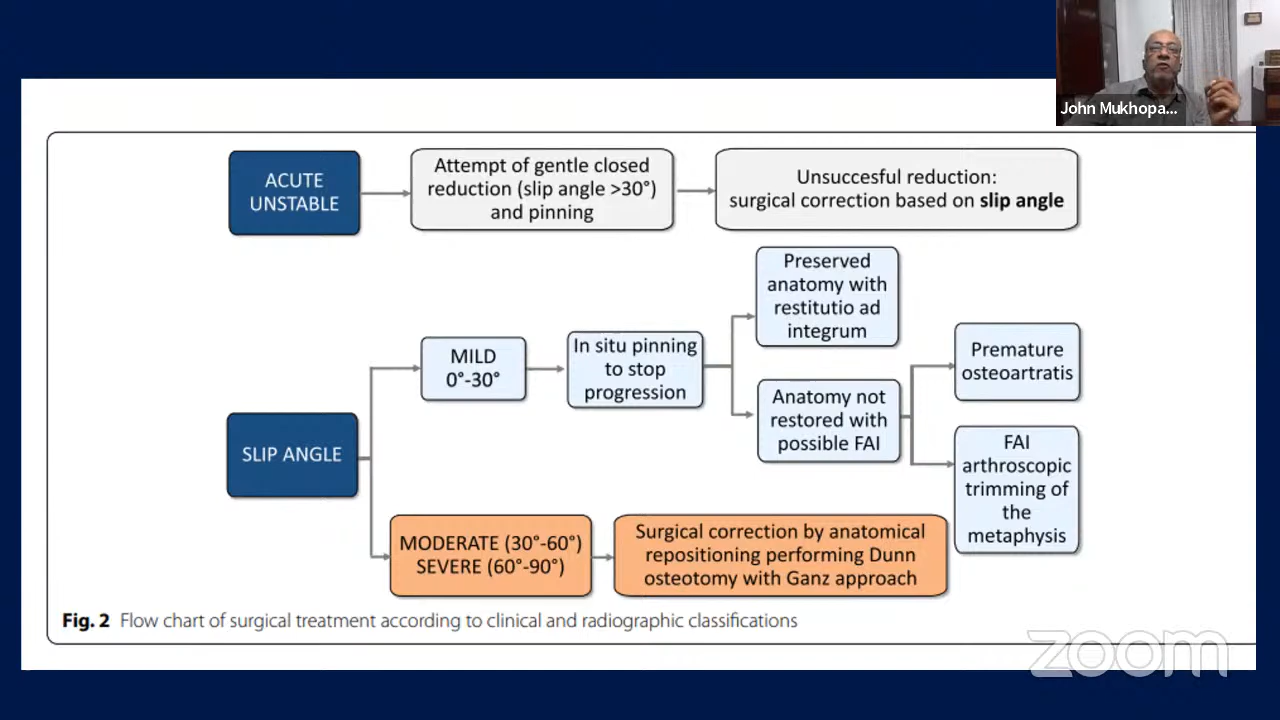 John Mukhopa...
ACUTE
UNSTABLE
Attempt of gentle closed
reduction (slip angle >30°)
and pinning
Unsuccesful reduction:
surgical correction based on slip angle
Preserved
anatomy with
restitutio ad
integrum
MILD
0°-30°
In situ pinning
to stop
progression
Premature
osteoartratis
Anatomy not
restored with
possible FAI
SLIP ANGLE
FAI
arthroscopic
trimming of
the
metaphysis
MODERATE (30°-60°)
SEVERE (60°-90°)
Surgical correction by anatomical
repositioning performing Dunn
osteotomy with Ganz approach
Fig. 2 Flow chart of surgical treatment according to clinical and radiographic classifications
zoom